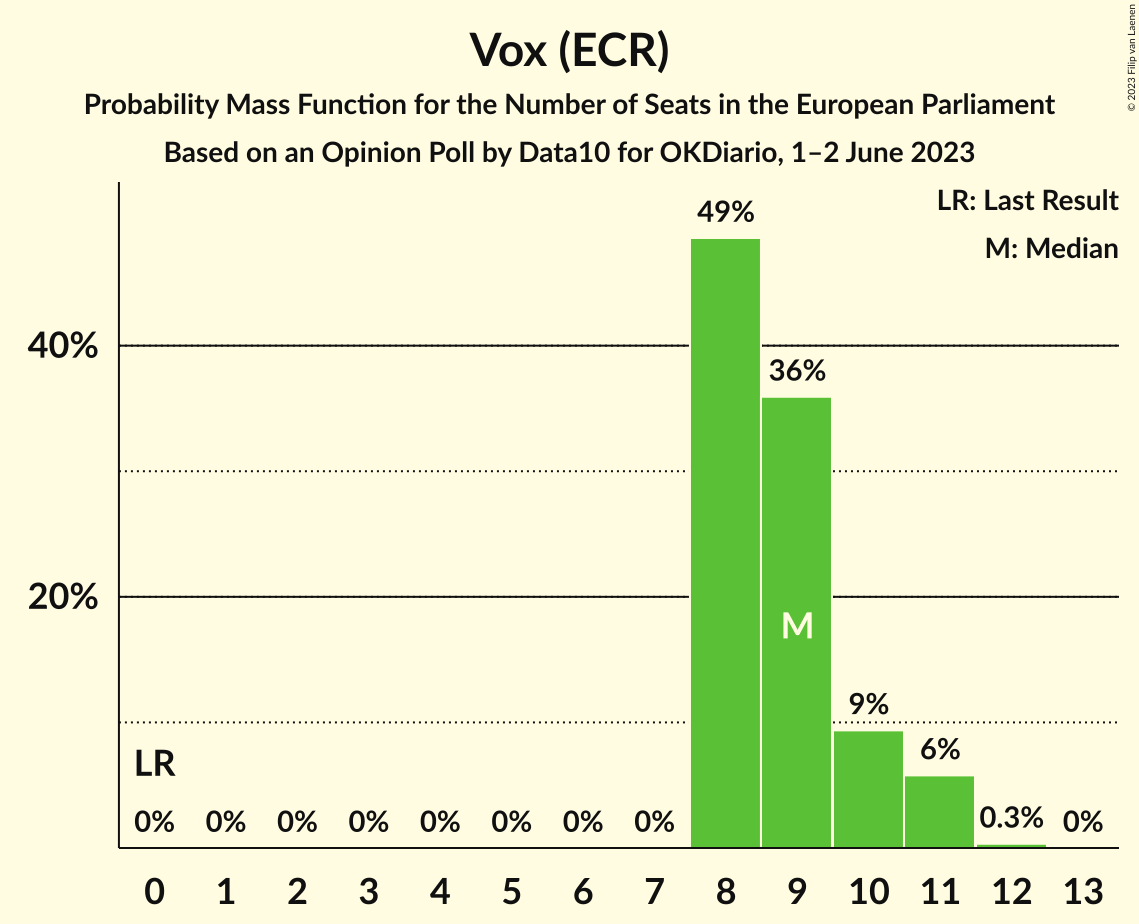 Vox (ECR)
Probability Mass Function for the Number of Seats in the European Parliament
Based on an Opinion Poll by Data10 for OKDiario, 1–2 June 2023
© 2023 Filip van Laenen
LR: Last Result
M: Median
49%
40%
36%
20%
M
9%
6%
LR
0% 0% 0% 0% 0% 0% 0% 0% 0.3% 0%
0 1 2 3 4 5 6 7 8 9 10 11 12 13